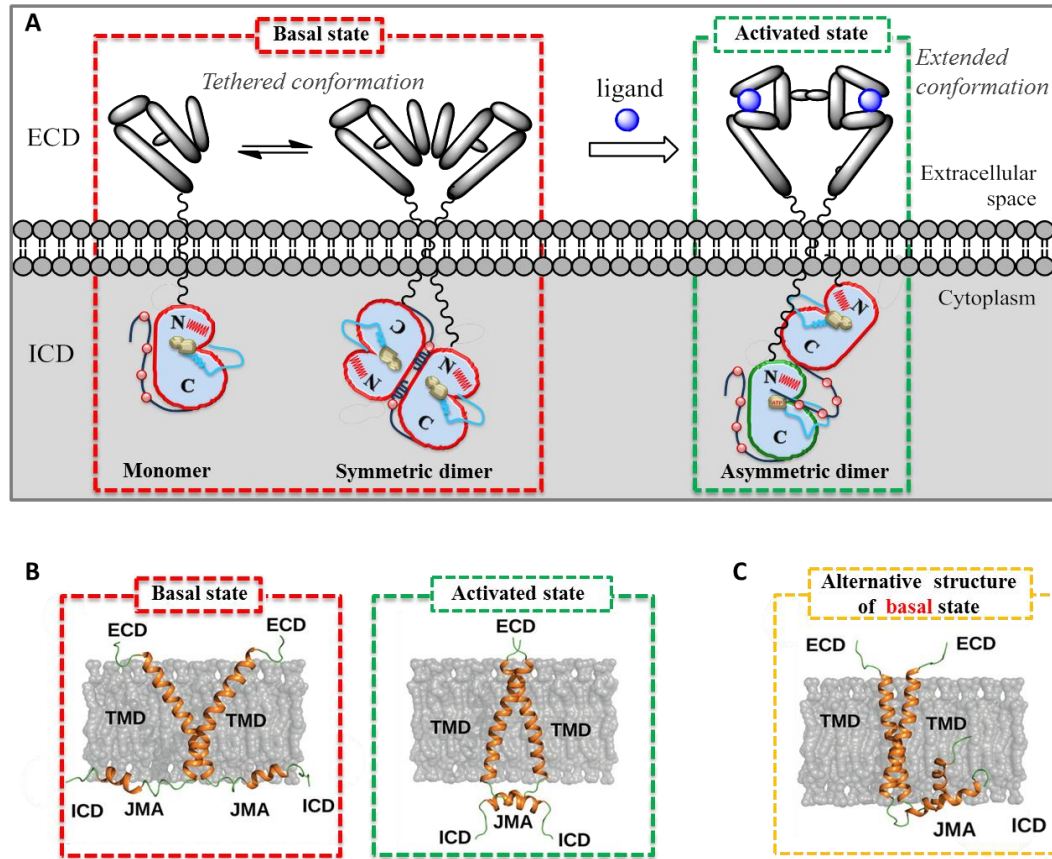 A
Basal state
Activated state
Tethered conformation
Extended
conformation
ligand
ECD
Extracellular
space
Cytoplasm
ICD
N
C
C
N
N
C
N
N
C
ATP
Monomer
Symmetric dimer
Asymmetric dimer
B
Basal state
Activated state
C
Alternative structure
of basal state
ECD
ECD
TMD
TMD
ICD
JMA
JMA
ICD
ECD
TMD
TMD
JMA
ICD
ICD
ECD
ECD
TMD
TMD
JMA
ICD